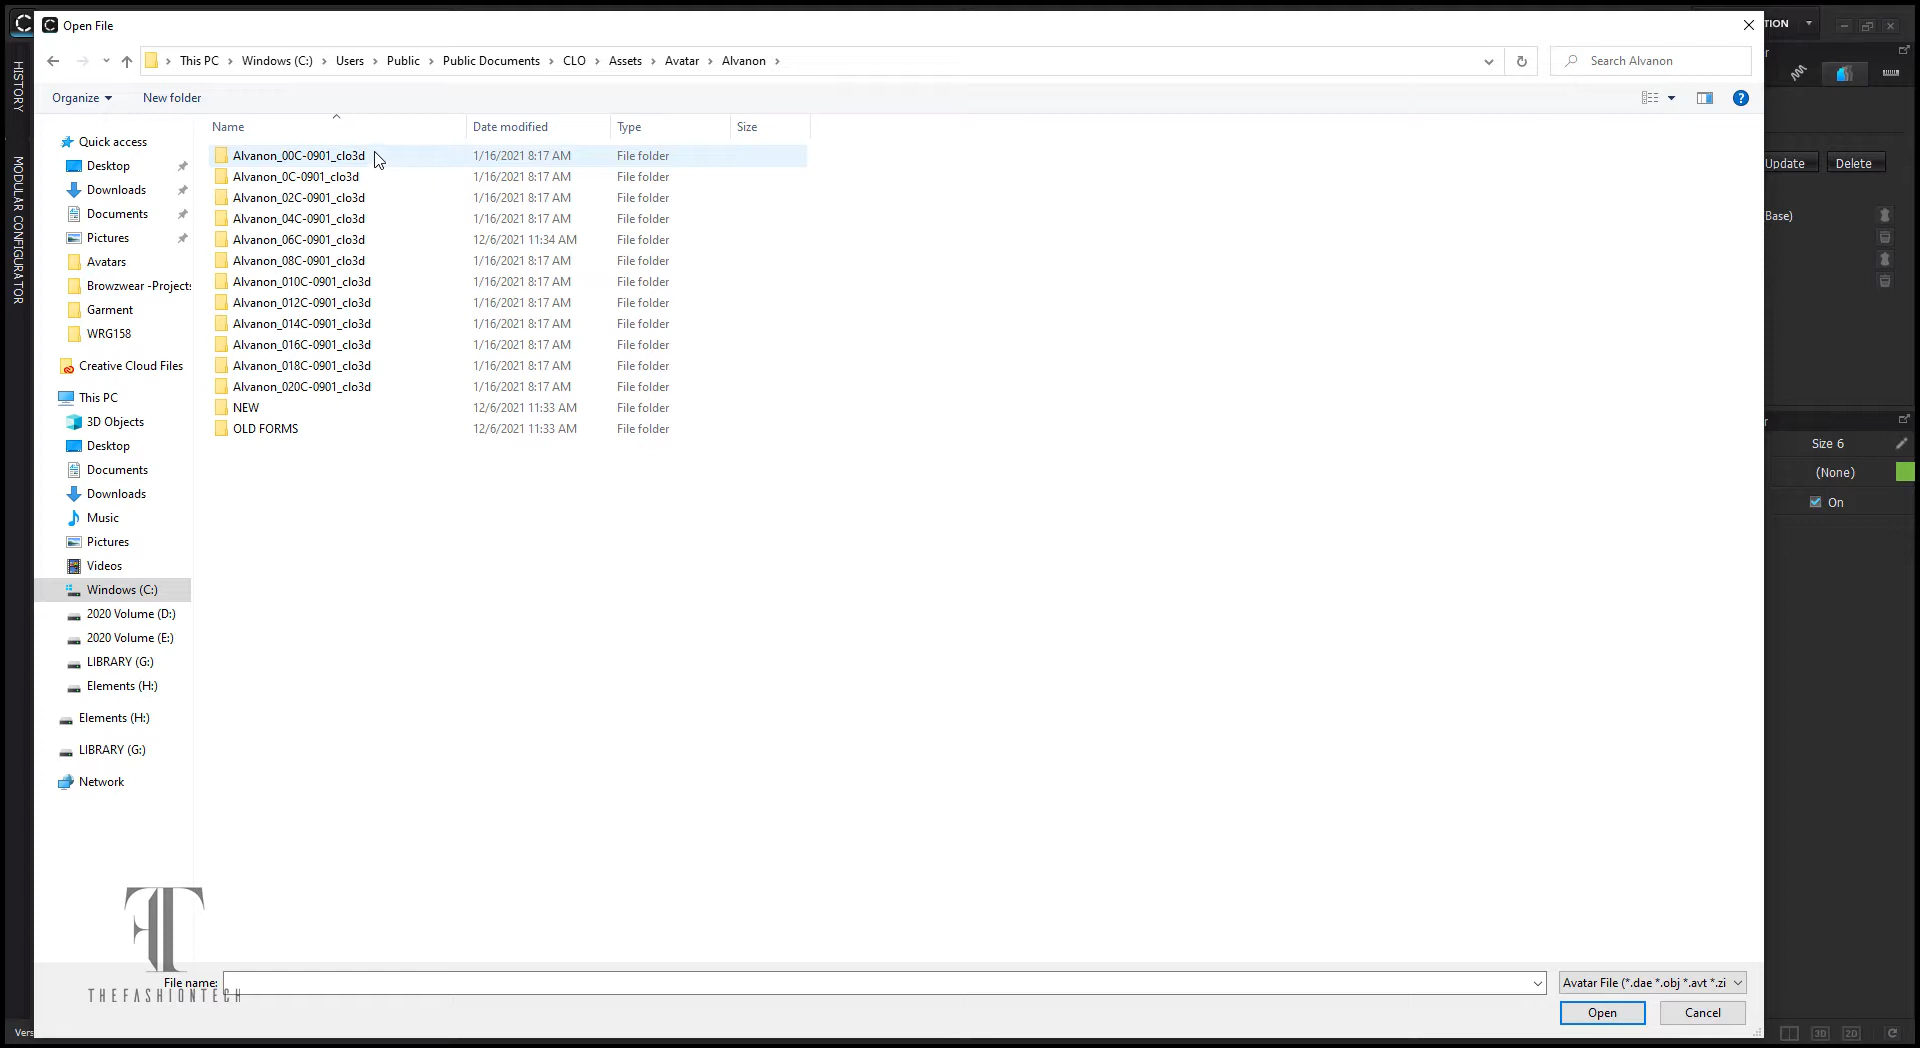 Open File
TION
This PC > Windows (C:) > Users > Public > Public Documents > CLO > Assets > Avatar > Alvanon >
Search Alvanon
Organize
New folder
HISTORY
MODULAR CONFIGURATOR
Name Date modified Type Size
Quick access
Desktop
Downloads
Documents
Pictures
Avatars
Browzwear -Projects
Garment
WRG158
Creative Cloud Files
This PC
3D Objects
Desktop
Documents
Downloads
Music
Pictures
Videos
Windows (C:)
2020 Volume (D:)
2020 Volume (E:)
LIBRARY (G:)
Elements (H:)
Elements (H:)
LIBRARY (G:)
Network
Alvanon_00C-0901_clo3d 1/16/2021 8:17 AM File folder
Alvanon_0C-0901_clo3d 1/16/2021 8:17 AM File folder
Alvanon_02C-0901_clo3d 1/16/2021 8:17 AM File folder
Alvanon_04C-0901_clo3d 1/16/2021 8:17 AM File folder
Alvanon_06C-0901_clo3d 12/6/2021 11:34 AM File folder
Alvanon_08C-0901_clo3d 1/16/2021 8:17 AM File folder
Alvanon_010C-0901_clo3d 1/16/2021 8:17 AM File folder
Alvanon_012C-0901_clo3d 1/16/2021 8:17 AM File folder
Alvanon_014C-0901_clo3d 1/16/2021 8:17 AM File folder
Alvanon_016C-0901_clo3d 1/16/2021 8:17 AM File folder
Alvanon_018C-0901_clo3d 1/16/2021 8:17 AM File folder
Alvanon_020C-0901_clo3d 1/16/2021 8:17 AM File folder
NEW 12/6/2021 11:33 AM File folder
OLD FORMS 12/6/2021 11:33 AM File folder
Update Delete
(Base)
Size 6
(None)
On
File name:
THEFASHIONTECH
Avatar File (*.dae *.obj *.avt *.zi
Open
Cancel
Vers
3D
2D